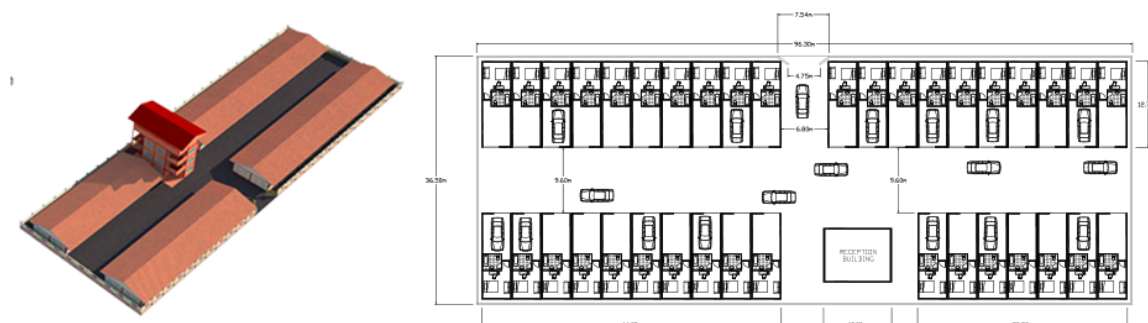 7.54m
96.30m
4.75m
6.80m
36.58m
9.60m
9.60m
RECEPTION
BUILDING